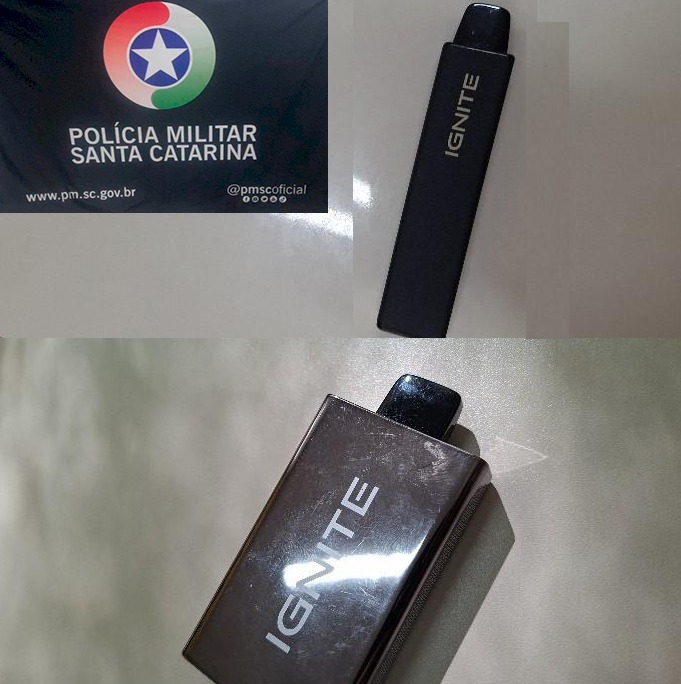 POLÍCIA MILITAR
SANTA CATARINA
www.pm.sc.gov.br
@pmscoficial
IGNITE
IGNITE